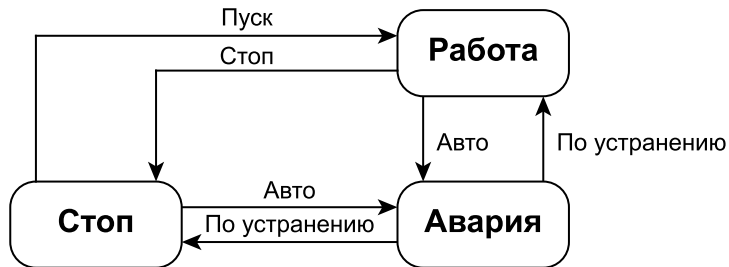 Пуск
Работа
Стоп
Авто
По устранению
Стоп
Авто
По устранению
Авария